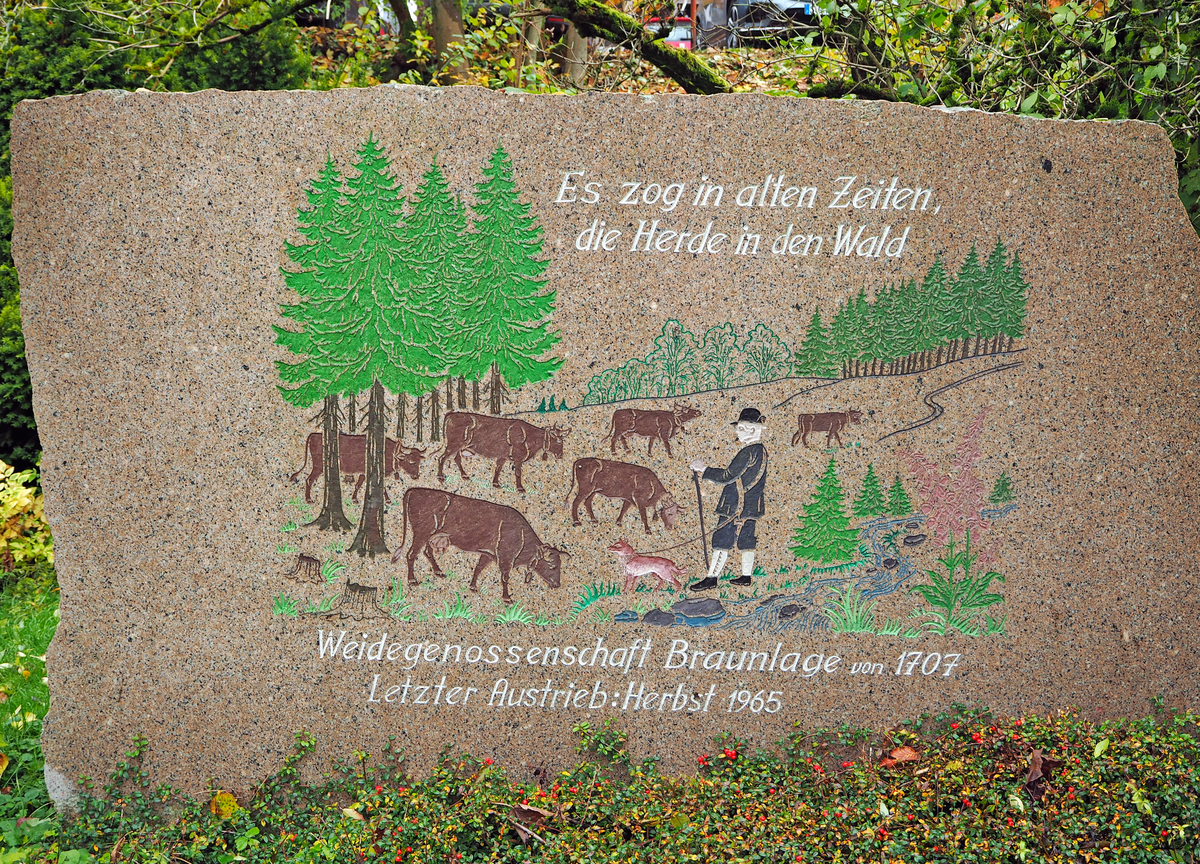 Es zog in alten Zeiten,
die Herde in den Wald
Weidegenossenschaft Braunlage von 1707
Letzter Austrieb: Herbst 1965